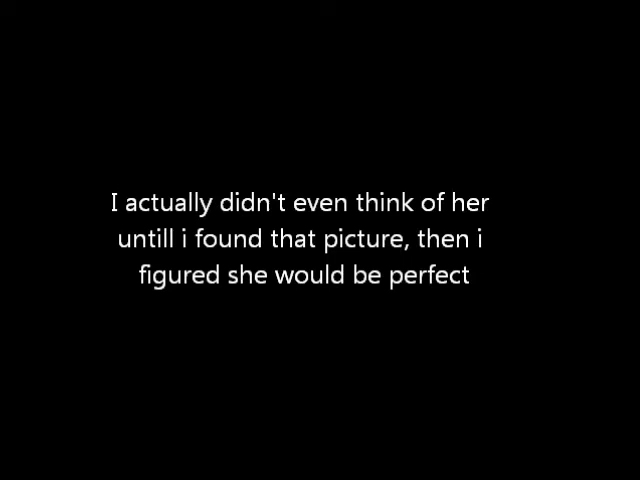 I actually didn't even think of her
untill i found that picture, then i
figured she would be perfect